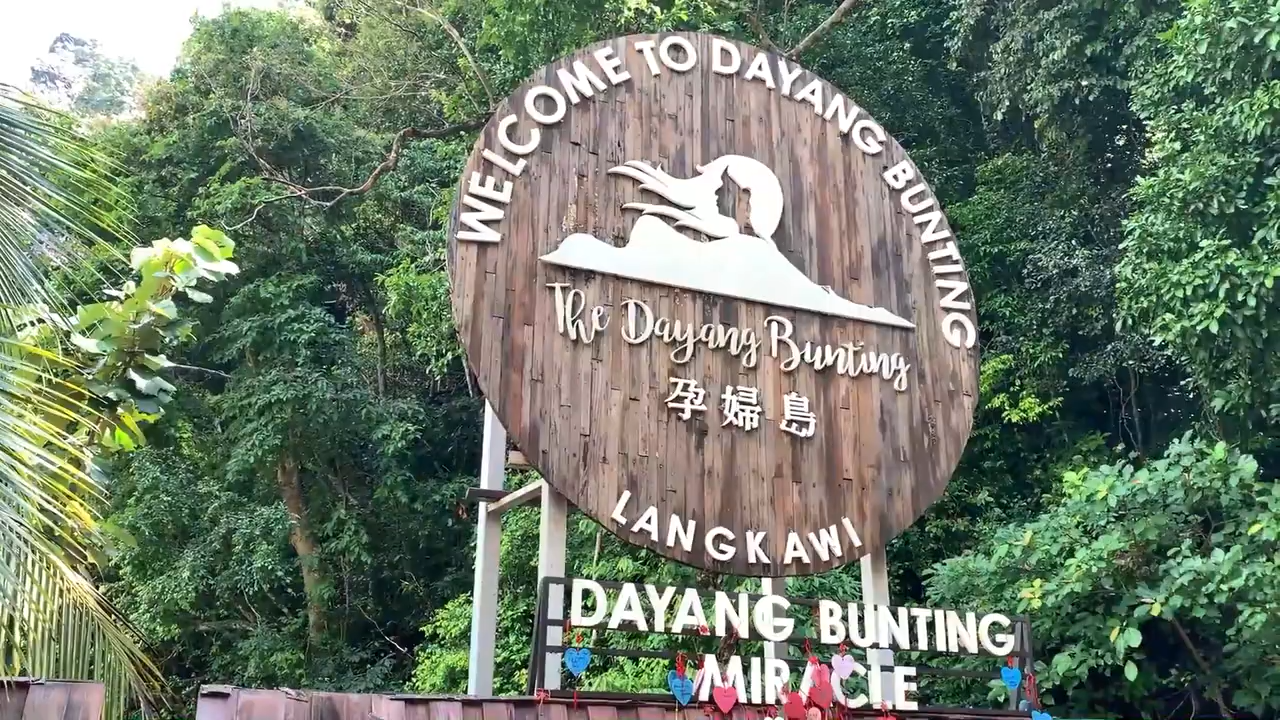 WELCOME TO DAYANG BUNTING
The Dayang Bunting
孕婦島
LANGKAWI
DAYANG BUNTING
MIRACLE